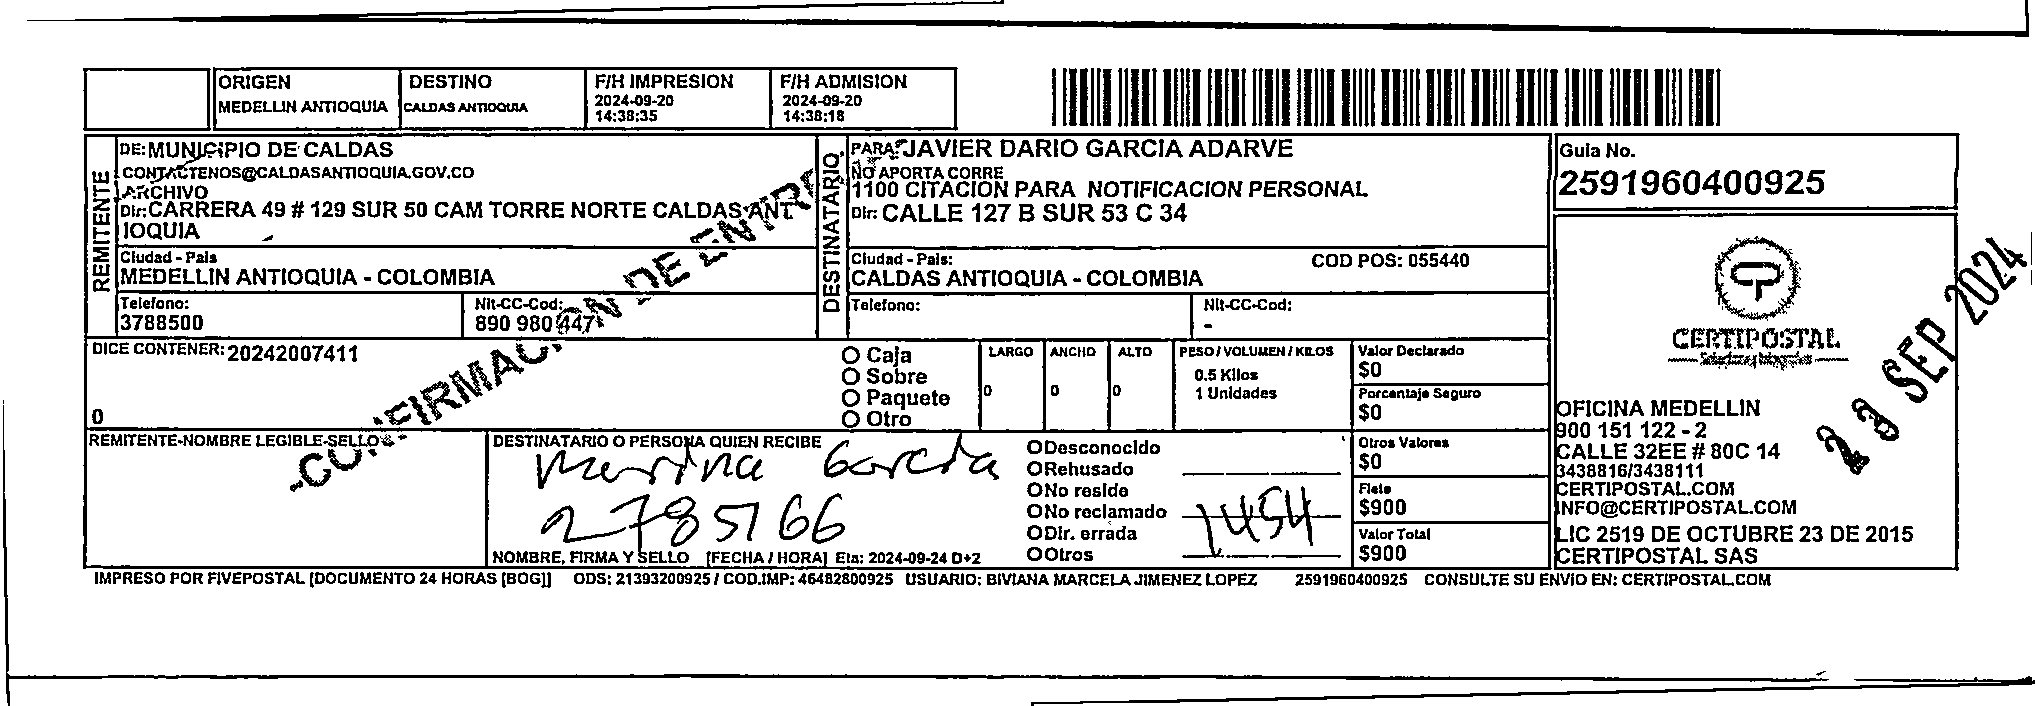 ORIGEN
MEDELLIN ANTIOQUIA
DESTINO
CALDAS ANTIOQUIA
F/H IMPRESION
2024-09-20
14:38:35
F/H ADMISION
2024-09-20
14:38:18
REMITENTE
DE: MUNICIPIO DE CALDAS
CONTACTENOS@CALDASANTIOQUIA.GOV.CO
ARCHIVO
Dir: CARRERA 49 # 129 SUR 50 CAM TORRE NORTE CALDAS ANT
IOQUIA
Ciudad - Pais
MEDELLIN ANTIOQUIA - COLOMBIA
Telefono:
3788500
Nit-CC-Cod:
890 980 447
DESTINATARIO
PARA: JAVIER DARIO GARCIA ADARVE
NO APORTA CORRE
1100 CITACION PARA NOTIFICACION PERSONAL
Dir: CALLE 127 B SUR 53 C 34
Ciudad - Pais:
COD POS: 055440
CALDAS ANTIOQUIA - COLOMBIA
Telefono:
Nit-CC-Cod:
-
Guia No.
2591960400925
CERTIPOSTAL
23 SEP 2024
OFICINA MEDELLIN
900 151 122 - 2
CALLE 32EE # 80C 14
3438816/3438111
CERTIPOSTAL.COM
INFO@CERTIPOSTAL.COM
LIC 2519 DE OCTUBRE 23 DE 2015
CERTIPOSTAL SAS
DICE CONTENER: 20242007411
0
Caja
Sobre
Paquete
Otro
LARGO
0
ANCHO
0
ALTO
0
PESO / VOLUMEN / KILOS
0.5 Kilos
1 Unidades
Valor Declarado
$0
Porcentaje Seguro
$0
Otros Valores
$0
Flete
$900
Valor Total
$900
REMITENTE-NOMBRE LEGIBLE-SELLO
-CONFIRMACION DE ENTRE
DESTINATARIO O PERSONA QUIEN RECIBE
Marina Garcia
2785166
NOMBRE, FIRMA Y SELLO [FECHA / HORA] Eta: 2024-09-24 D+2
Desconocido
Rehusado
No reside
No reclamado
Dir. errada
Otros
1454
IMPRESO POR FIVEPOSTAL [DOCUMENTO 24 HORAS [BOG]] ODS: 21393200925 / COD.IMP: 46482800925 USUARIO: BIVIANA MARCELA JIMENEZ LOPEZ 2591960400925 CONSULTE SU ENVIO EN: CERTIPOSTAL.COM